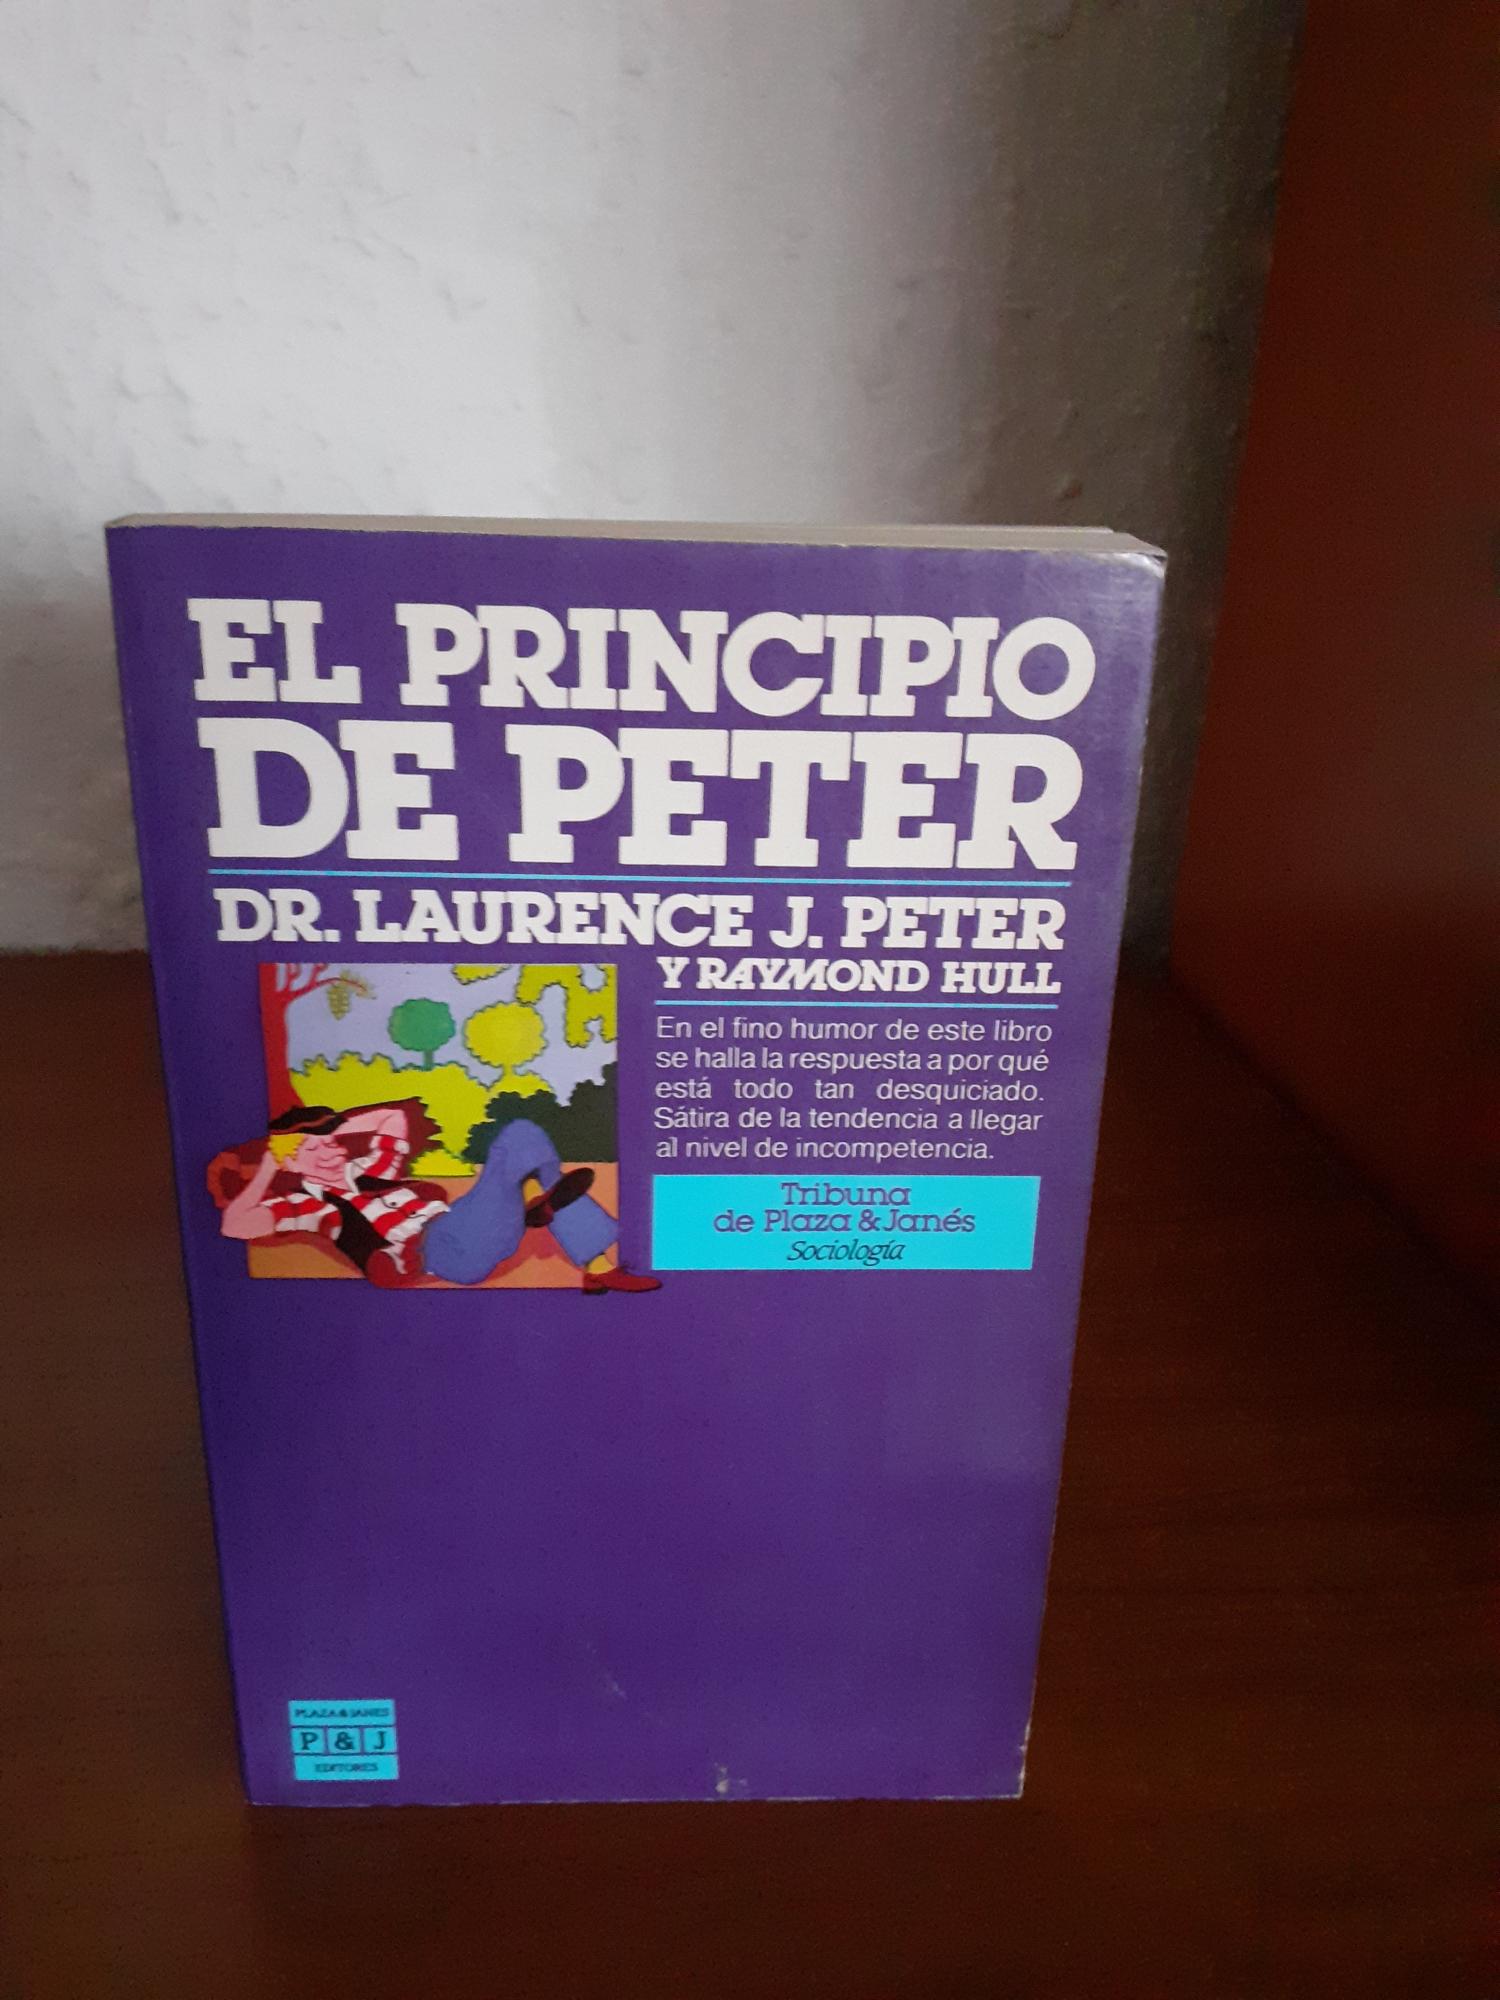 EL PRINCIPIO
DE PETER
DR. LAURENCE J. PETER
Y RAYMOND HULL
En el fino humor de este libro
se halla la respuesta a por qué
está todo tan desquiciado.
Sátira de la tendencia a llegar
al nivel de incompetencia.
Tribuna
de Plaza & Janés
Sociología
PLAZA & JANES
P & J
EDITORES